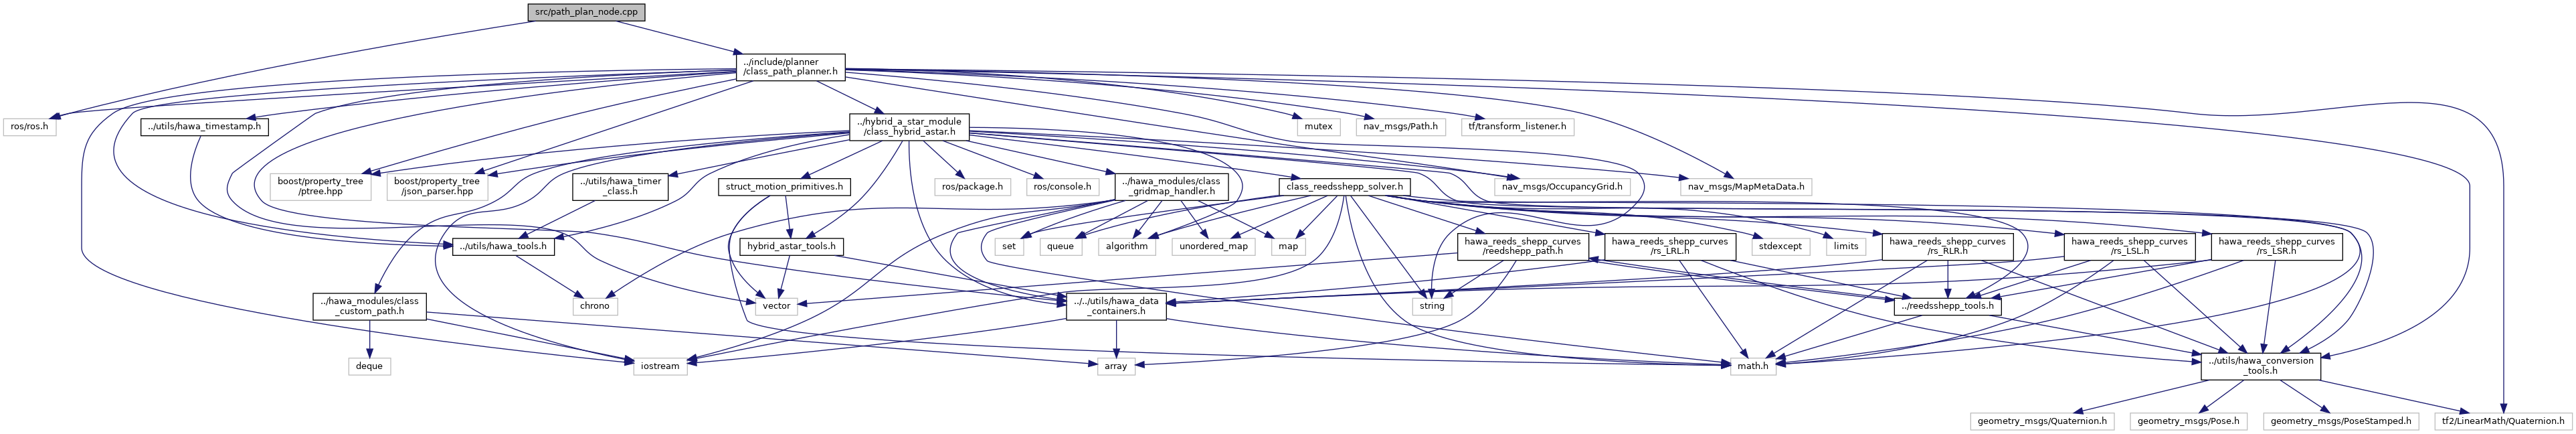 src/path_plan_node.cpp
../include/planner
/class_path_planner.h
ros/ros.h
../utils/hawa_timestamp.h
../hybrid_a_star_module
/class_hybrid_astar.h
mutex
nav_msgs/Path.h
tf/transform_listener.h
boost/property_tree
/ptree.hpp
boost/property_tree
/json_parser.hpp
../utils/hawa_timer
_class.h
struct_motion_primitives.h
ros/package.h
ros/console.h
../hawa_modules/class
_gridmap_handler.h
class_reedsshepp_solver.h
nav_msgs/OccupancyGrid.h
nav_msgs/MapMetaData.h
../utils/hawa_tools.h
hybrid_astar_tools.h
set
queue
algorithm
unordered_map
map
hawa_reeds_shepp_curves
/reedshepp_path.h
hawa_reeds_shepp_curves
/rs_LRL.h
stdexcept
limits
hawa_reeds_shepp_curves
/rs_RLR.h
hawa_reeds_shepp_curves
/rs_LSL.h
hawa_reeds_shepp_curves
/rs_LSR.h
../hawa_modules/class
_custom_path.h
chrono
vector
../../utils/hawa_data
_containers.h
string
../reedsshepp_tools.h
deque
iostream
array
math.h
../utils/hawa_conversion
_tools.h
geometry_msgs/Quaternion.h
geometry_msgs/Pose.h
geometry_msgs/PoseStamped.h
tf2/LinearMath/Quaternion.h